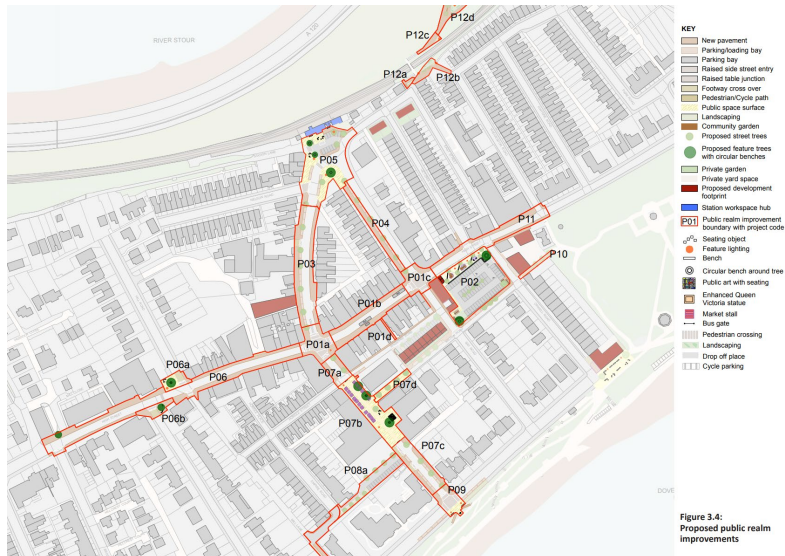 RIVER STOUR
A 120
P12d
P12c
P12a
P12b
P05
P04
P11
P03
P10
P01c
P02
P01b
P01d
P01a
P06a
P07a
P06
P07d
P06b
P07b
P07c
P08a
P09
DOVE
KEY
New pavement
Parking/loading bay
Parking bay
Raised side street entry
Raised table junction
Footway cross over
Pedestrian/Cycle path
Public space surface
Landscaping
Community garden
Proposed street trees
Proposed feature trees
with circular benches
Private garden
Private yard space
Proposed development
footprint
Station workspace hub
P01
Public realm improvement
boundary with project code
Seating object
Feature lighting
Bench
Circular bench around tree
Public art with seating
Enhanced Queen
Victoria statue
Market stall
Bus gate
Pedestrian crossing
Landscaping
Drop off place
Cycle parking
Figure 3.4:
Proposed public realm
improvements